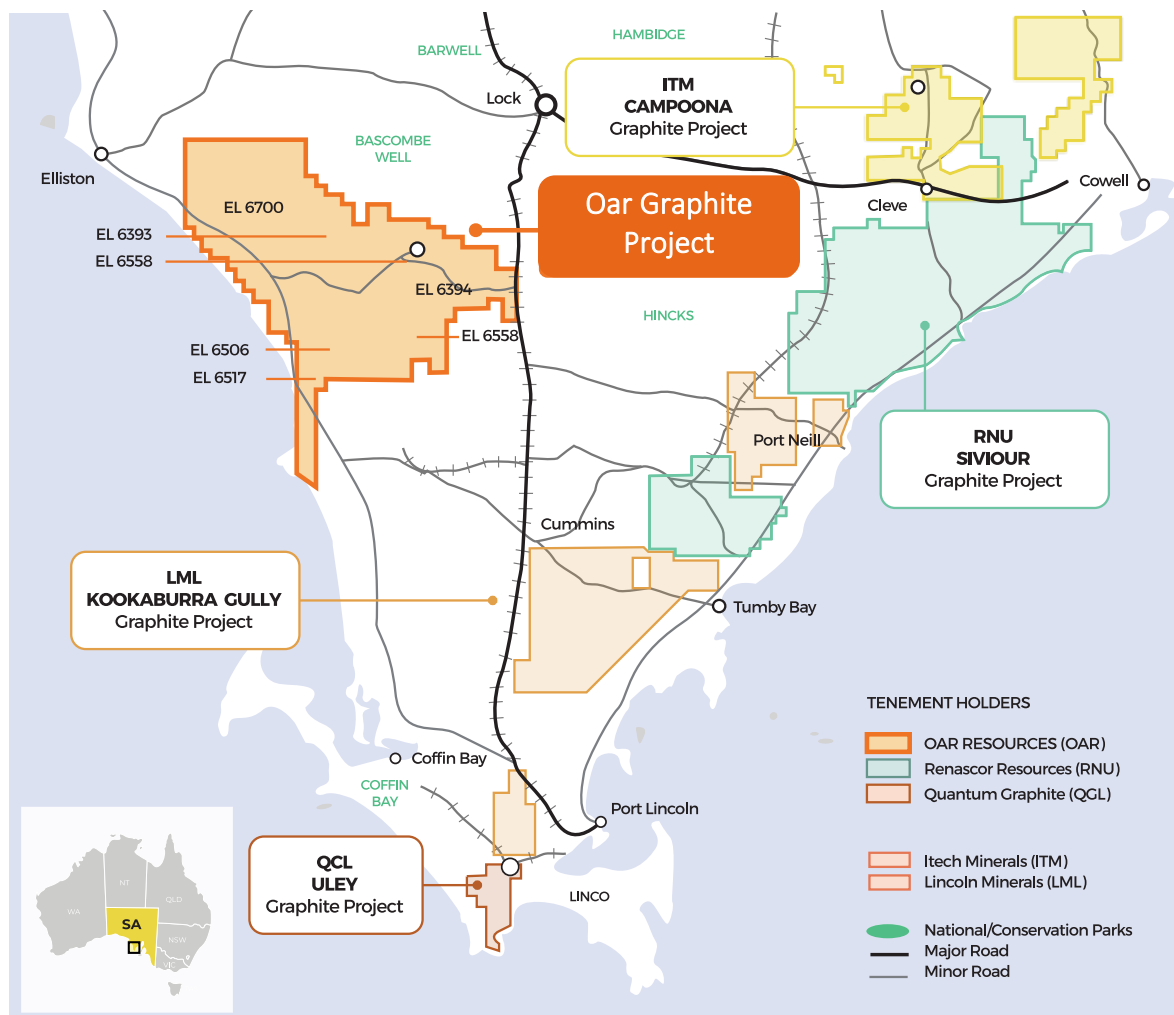 HAMBIDGE
BARWELL
Lock
ITM
CAMPOONA
Graphite Project
BASCOMBE
WELL
Elliston
Cowell
Cleve
EL 6700
Oar Graphite
Project
EL 6393
EL 6558
EL 6394
HINCKS
EL 6558
EL 6506
EL 6517
Port Neill
RNU
SIVIOUR
Graphite Project
Cummins
LML
KOOKABURRA GULLY
Graphite Project
Tumby Bay
TENEMENT HOLDERS
OAR RESOURCES (OAR)
Renascor Resources (RNU)
Quantum Graphite (QGL)
Itech Minerals (ITM)
Lincoln Minerals (LML)
National/Conservation Parks
Major Road
Minor Road
Coffin Bay
COFFIN
BAY
Port Lincoln
QCL
ULEY
Graphite Project
LINCO
NT
QLD
WA
SA
NSW
VIC